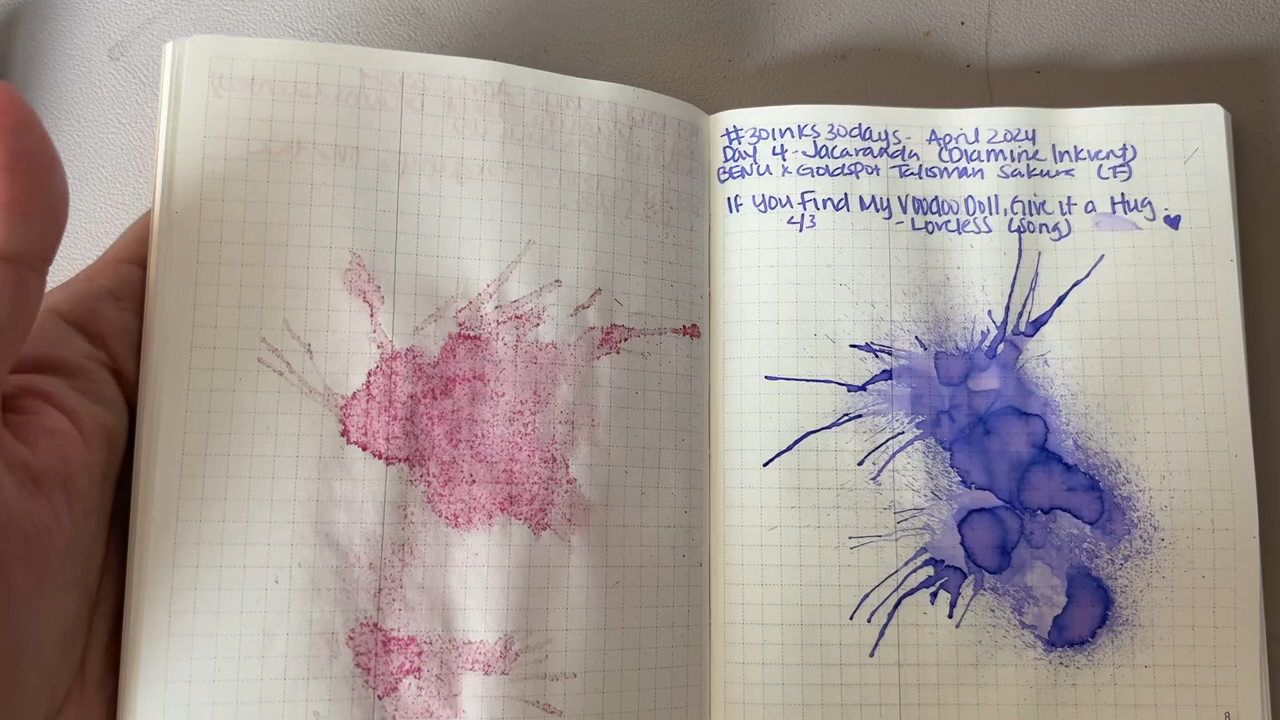 #30inks30days - April 2024
Day 4 - Jacaranda (Diamine Inkvent)
BENU x Goldspot Talisman Sakura (F)
If You Find My Voodoo Doll, Give it a Hug.
4/3 - Loveless (song)
8